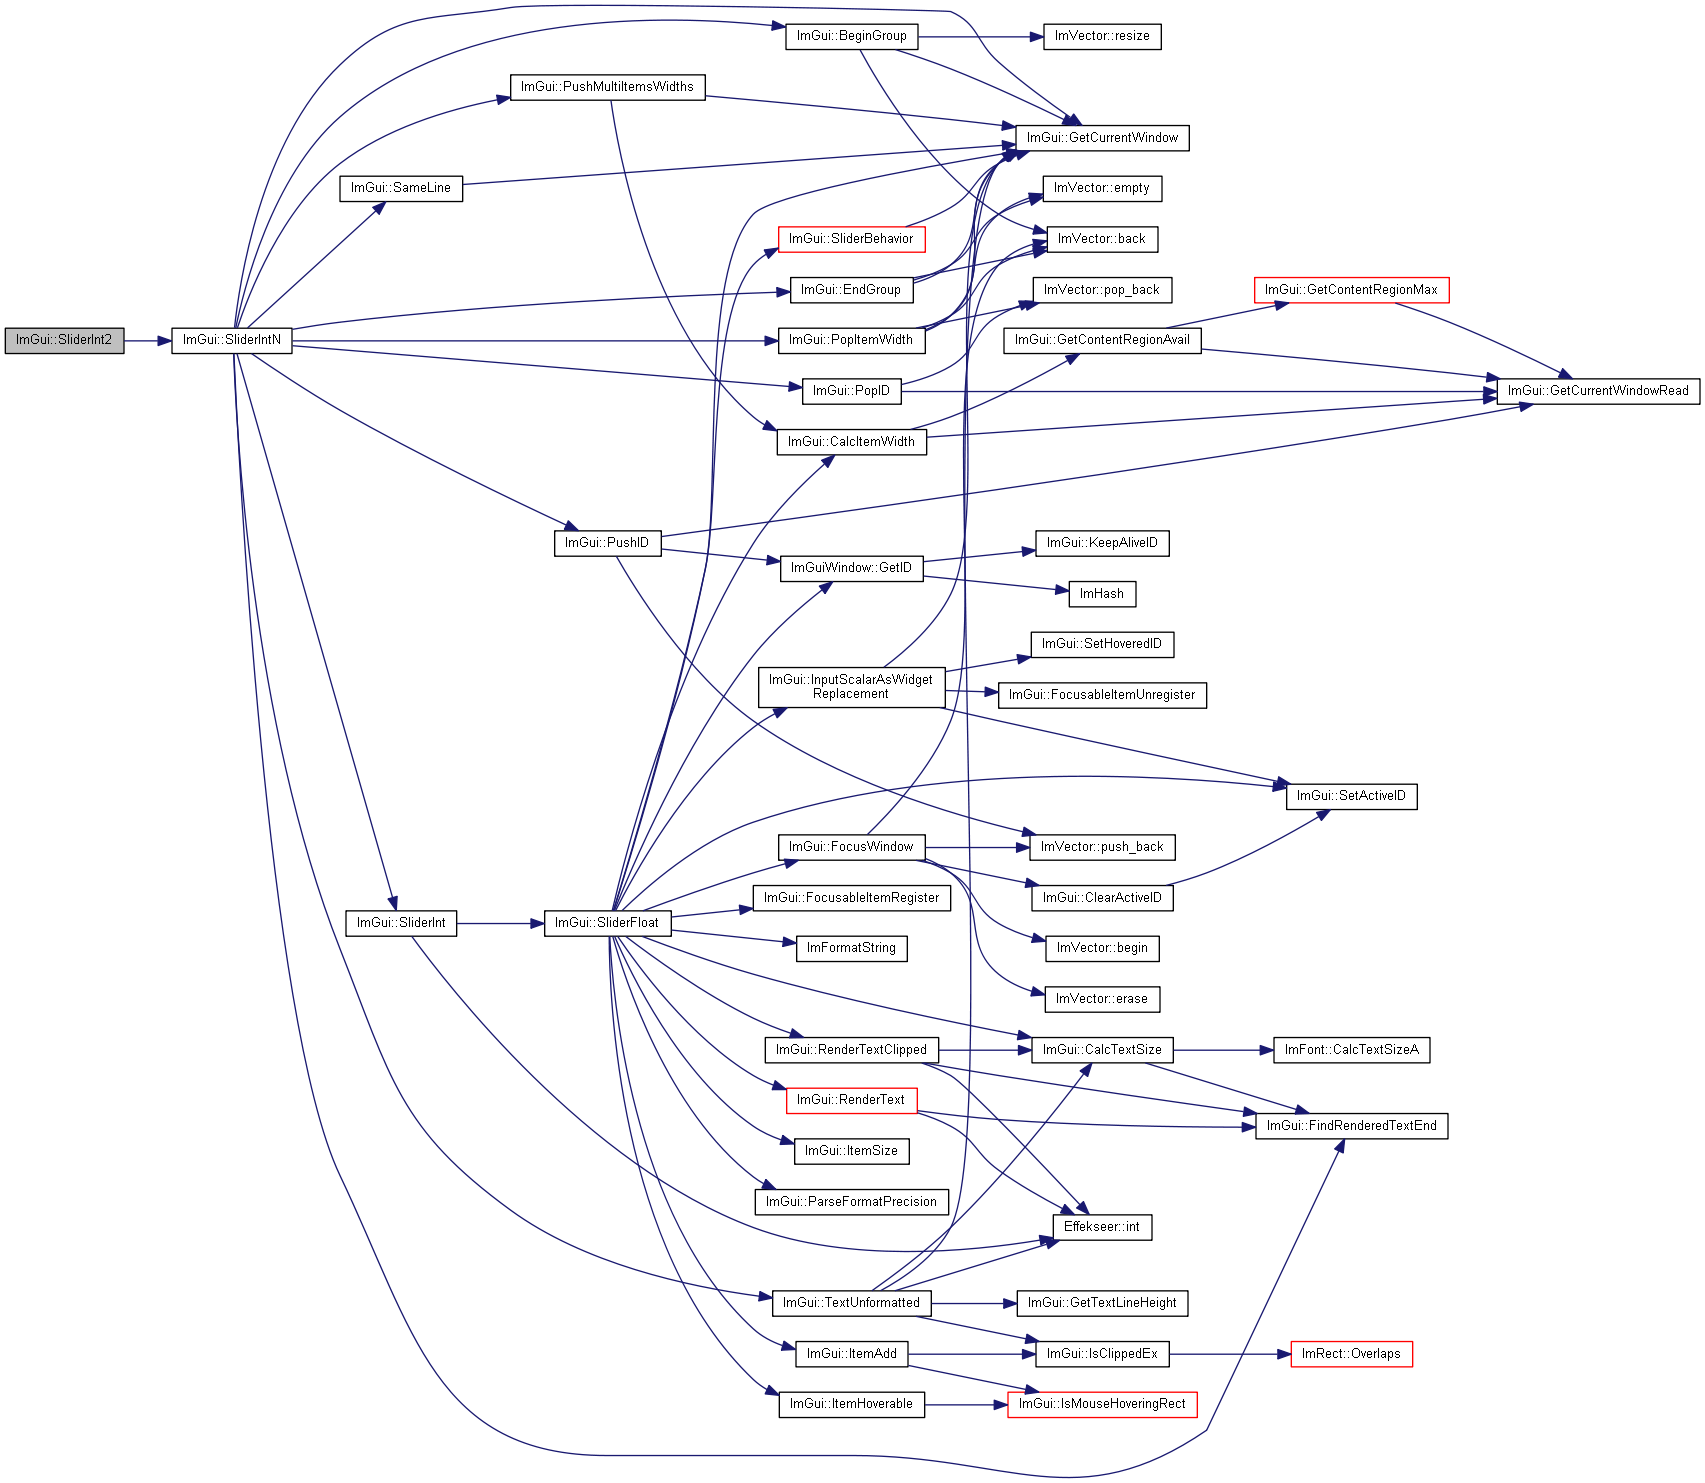 ImGui::BeginGroup
ImVector::resize
ImGui::PushMultiItemsWidths
ImGui::GetCurrentWindow
ImGui::SameLine
ImVector::empty
ImGui::SliderBehavior
ImVector::back
ImGui::EndGroup
ImVector::pop_back
ImGui::GetContentRegionMax
ImGui::SliderInt2
ImGui::SliderIntN
ImGui::PopItemWidth
ImGui::GetContentRegionAvail
ImGui::PopID
ImGui::GetCurrentWindowRead
ImGui::CalcItemWidth
ImGui::PushID
ImGui::KeepAliveID
ImGuiWindow::GetID
ImHash
ImGui::SetHoveredID
ImGui::InputScalarAsWidget
Replacement
ImGui::FocusableItemUnregister
ImGui::SetActiveID
ImGui::FocusWindow
ImVector::push_back
ImGui::FocusableItemRegister
ImGui::ClearActiveID
ImGui::SliderInt
ImGui::SliderFloat
ImFormatString
ImVector::begin
ImVector::erase
ImGui::RenderTextClipped
ImGui::CalcTextSize
ImFont::CalcTextSizeA
ImGui::RenderText
ImGui::FindRenderedTextEnd
ImGui::ItemSize
ImGui::ParseFormatPrecision
Effekseer::int
ImGui::TextUnformatted
ImGui::GetTextLineHeight
ImGui::ItemAdd
ImGui::IsClippedEx
ImRect::Overlaps
ImGui::ItemHoverable
ImGui::IsMouseHoveringRect